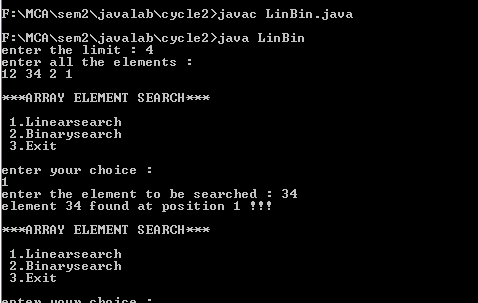 F:\MCA\sem2\javalab\cycle2>javac LinBin.java
F:\MCA\sem2\javalab\cycle2>java LinBin
enter the limit : 4
enter all the elements :
12 34 2 1
***ARRAY ELEMENT SEARCH***
1.Linearsearch
2.Binarysearch
3.Exit
enter your choice :
1
enter the element to be searched : 34
element 34 found at position 1 !!!
***ARRAY ELEMENT SEARCH***
1.Linearsearch
2.Binarysearch
3.Exit
enter your choice :